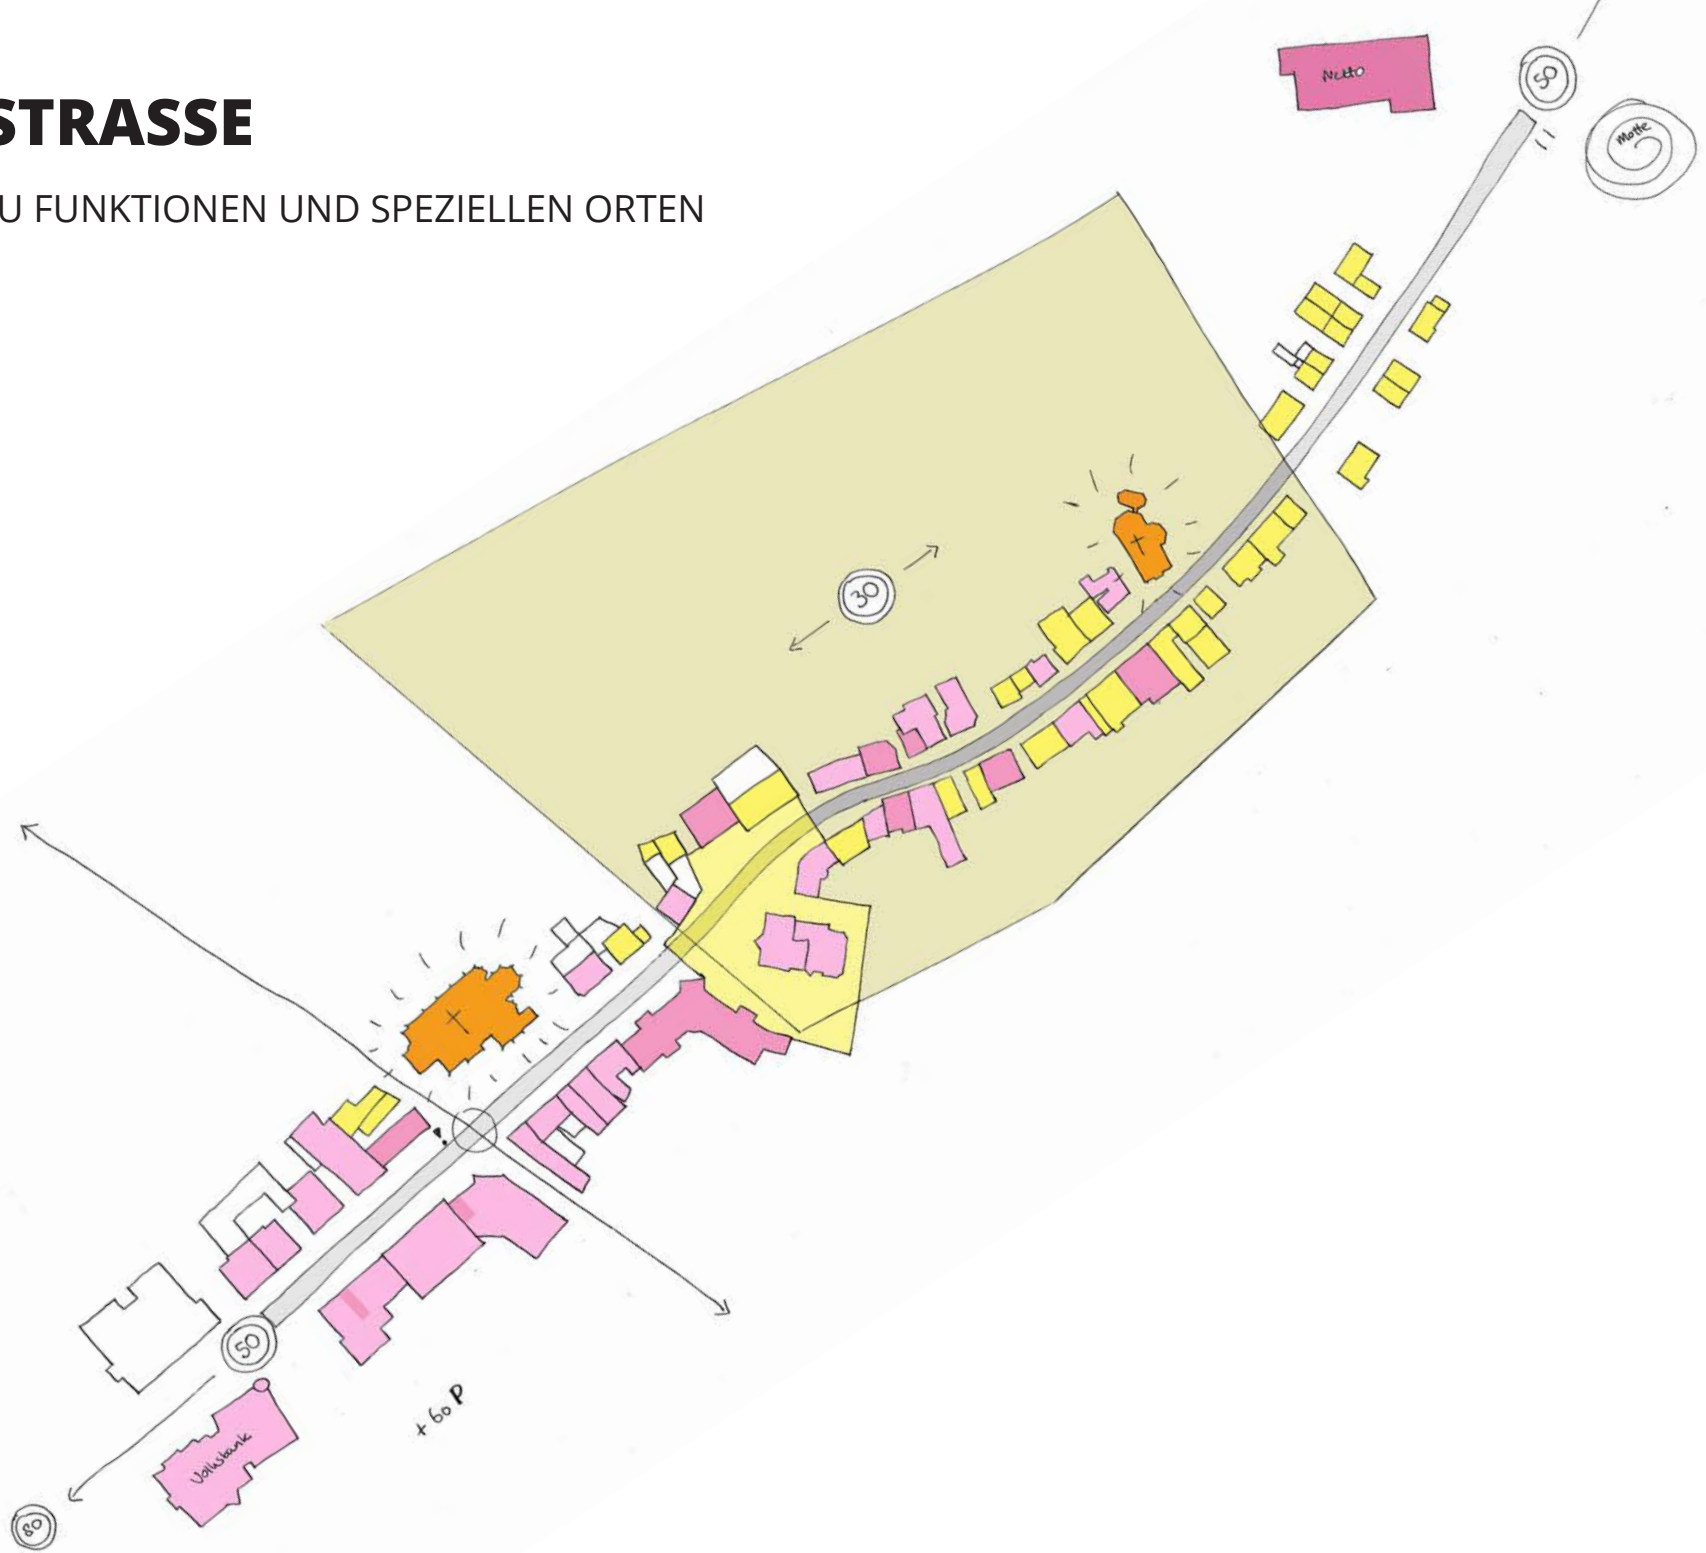 STRASSE
U FUNKTIONEN UND SPEZIELLEN ORTEN
Netto
50
Motte
30
50
+ 60 P
Volksbank
80